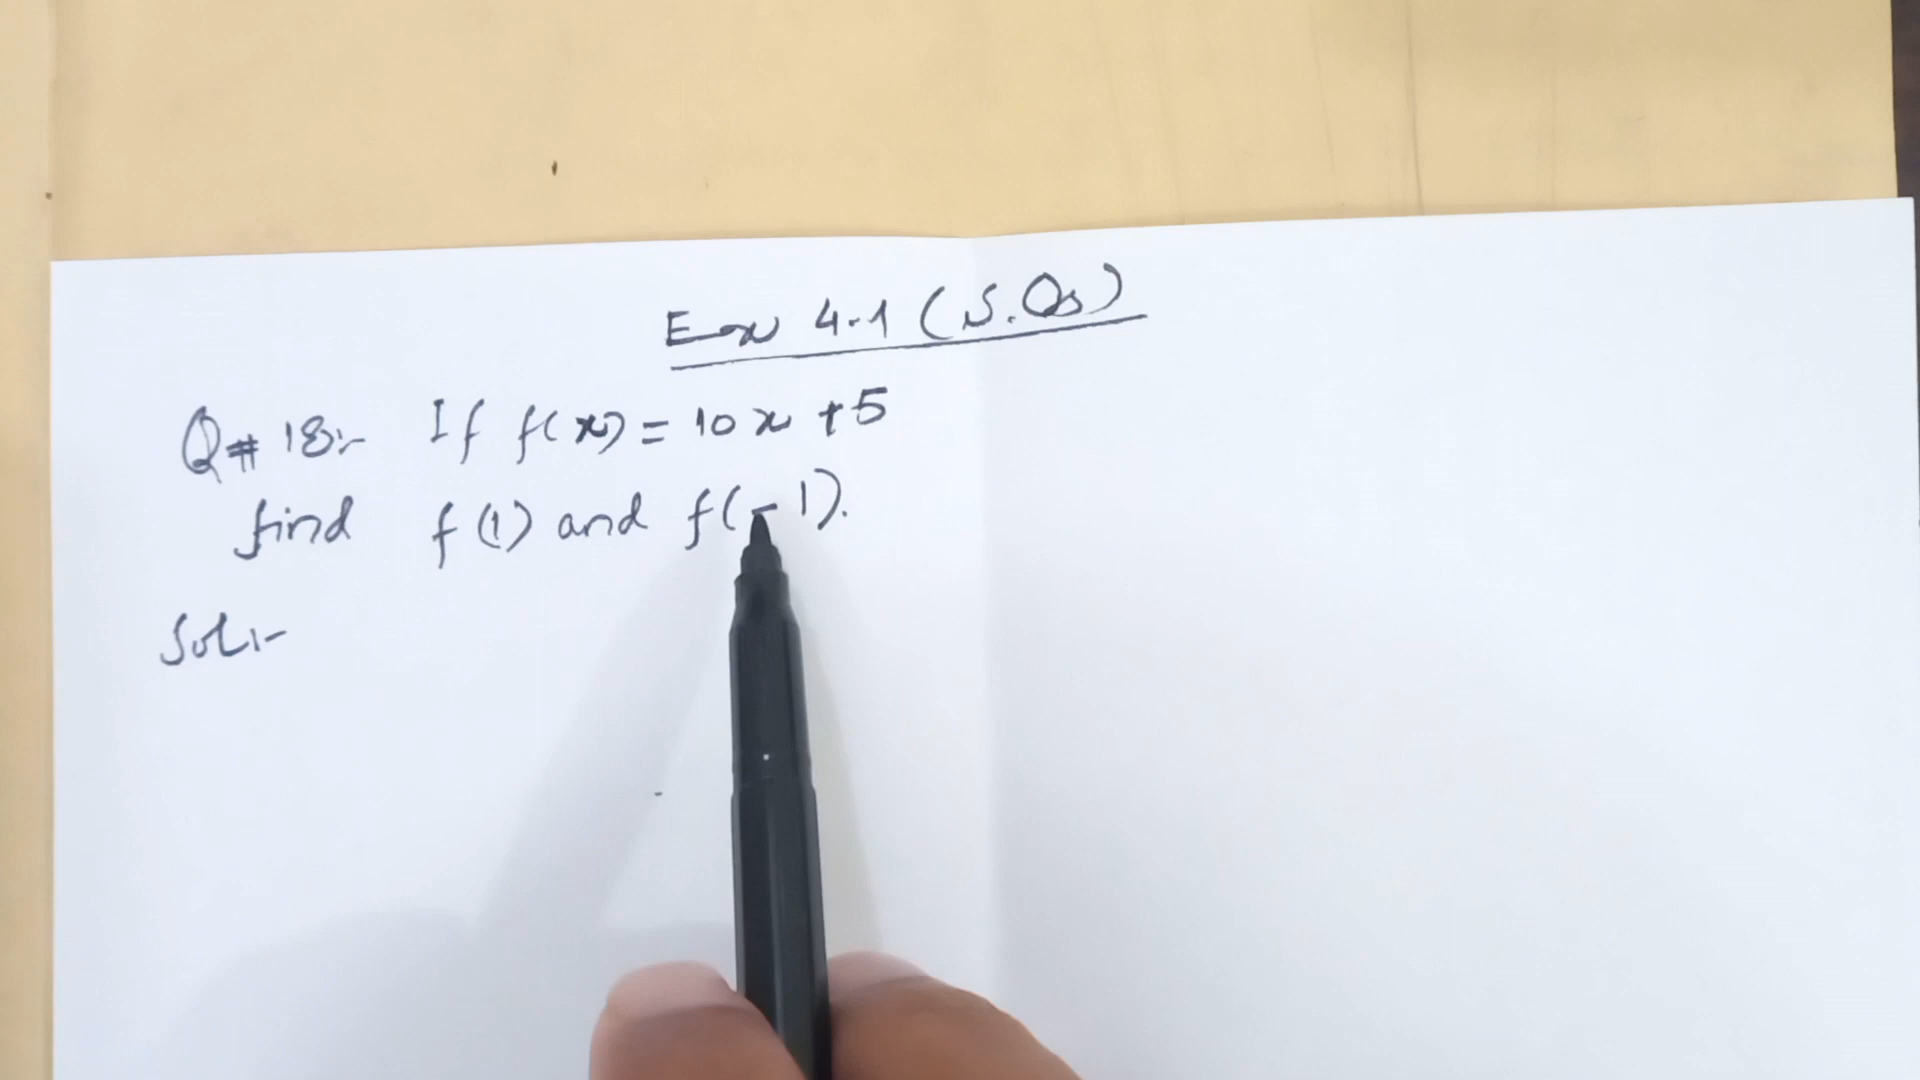 Ex 4.1 (S.Qs)
Q# 18:- If f(x) = 10x + 5
find f(1) and f(-1).
Sol:-